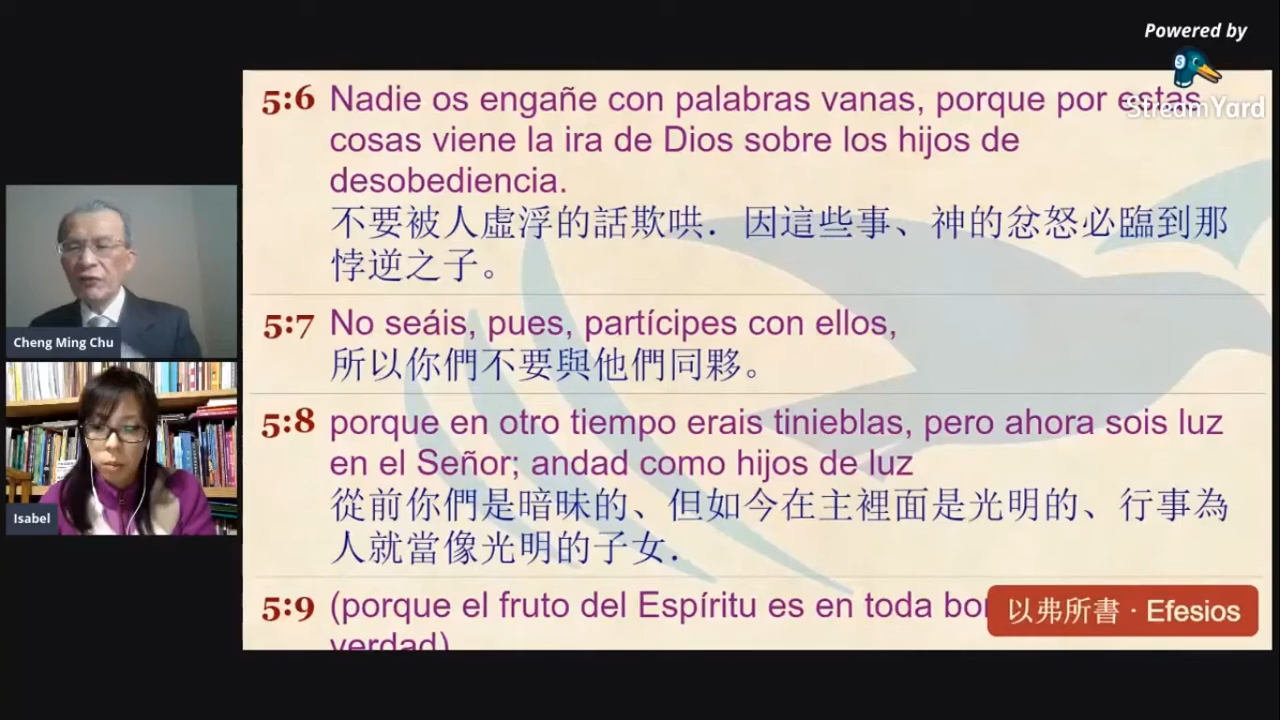 Powered by
StreamYard
5:6 Nadie os engañe con palabras vanas, porque por estas
cosas viene la ira de Dios sobre los hijos de
desobediencia.
不要被人虛浮的話欺哄．因這些事、神的忿怒必臨到那
悖逆之子。
5:7 No seáis, pues, partícipes con ellos,
所以你們不要與他們同夥。
5:8 porque en otro tiempo erais tinieblas, pero ahora sois luz
en el Señor; andad como hijos de luz
從前你們是暗昧的、但如今在主裡面是光明的、行事為
人就當像光明的子女．
5:9 (porque el fruto del Espíritu es en toda
verdad)
以弗所書 · Efesios
Cheng Ming Chu
Isabel